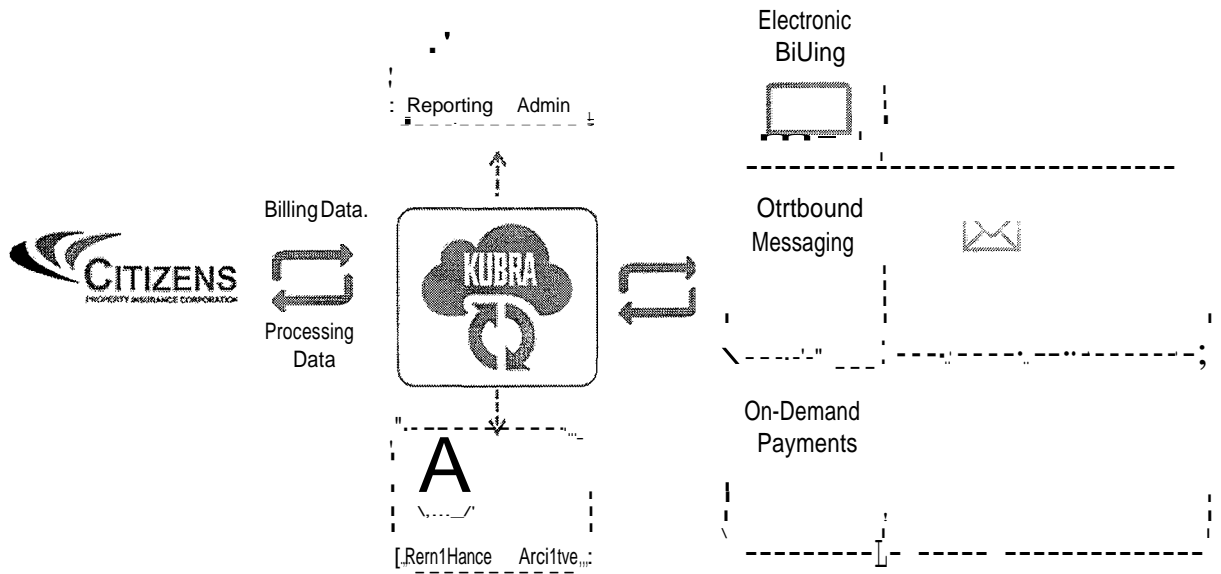 Electronic
BiUing
Reporting Admin
Billing Data.
Otrtbound
Messaging
CITIZENS
PROPERTY INSURANCE CORPORATION
KUBRA
Processing
Data
On-Demand
Payments
A
Rern1Hance Arci1tve